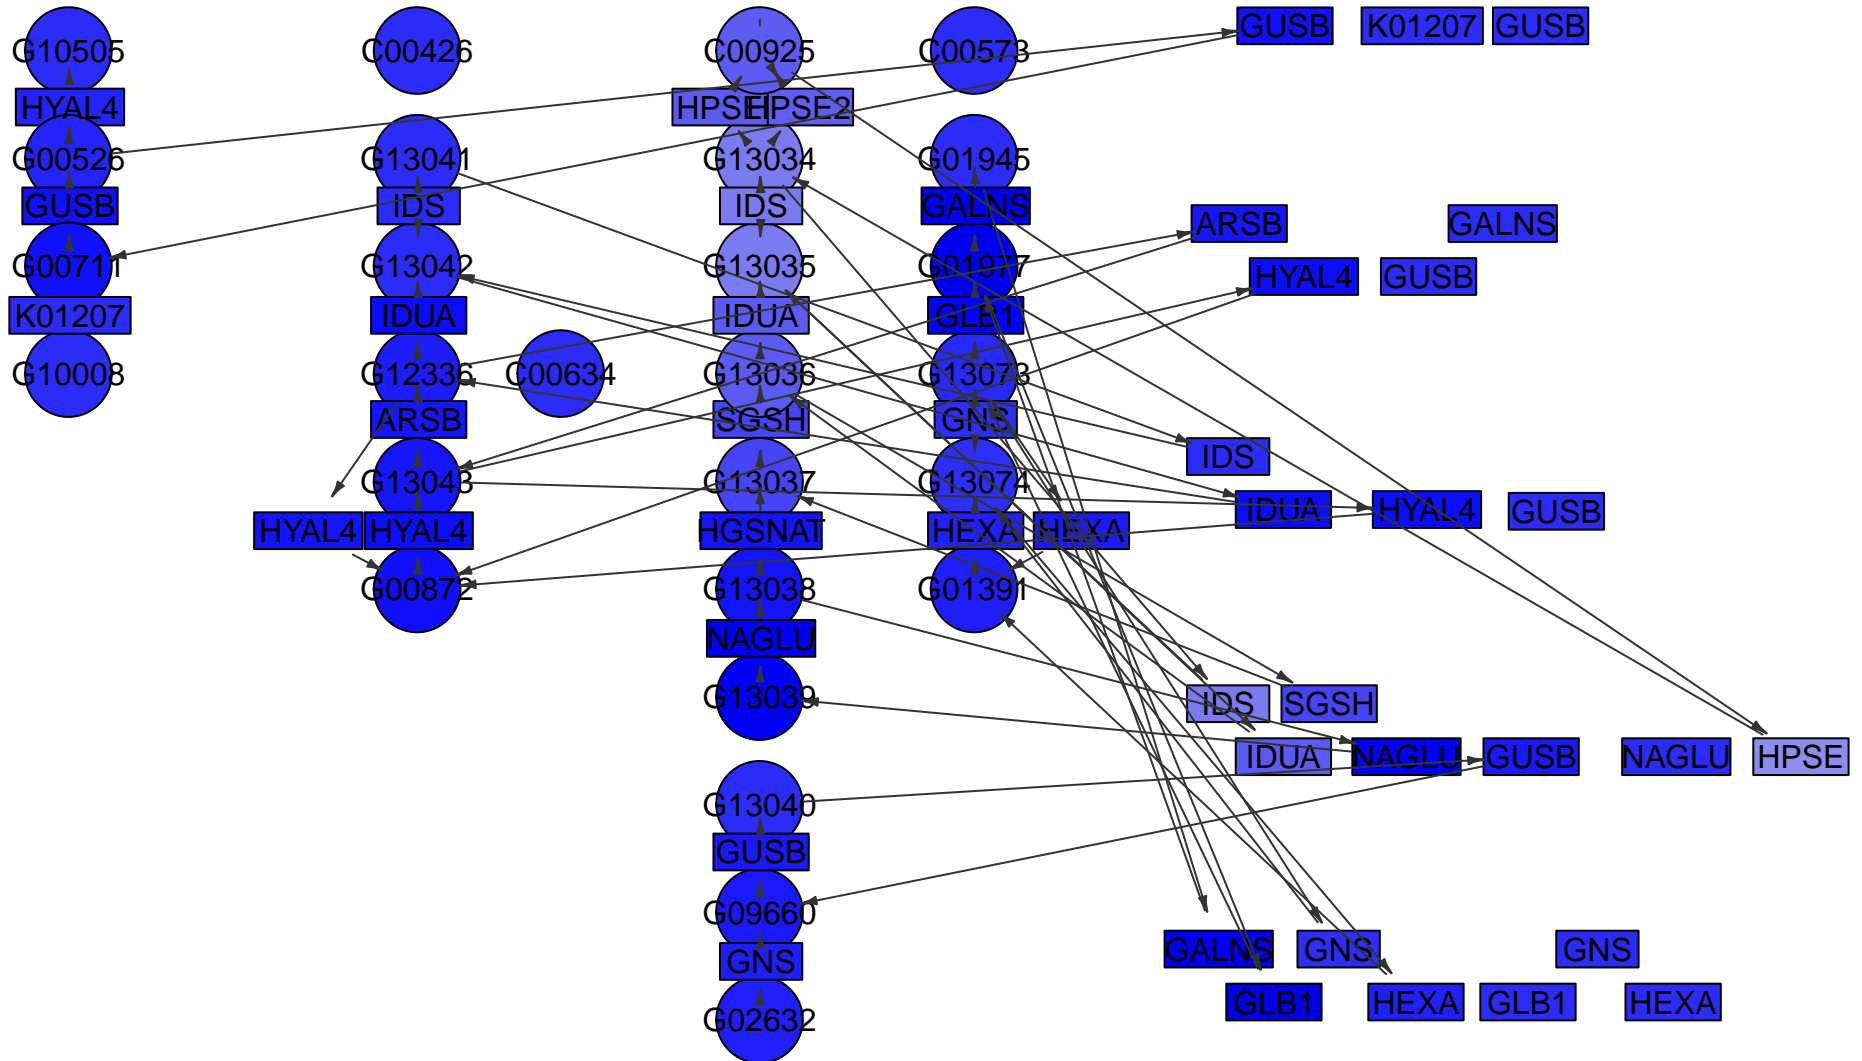 G10505
C00426
C00925
C00573
GUSB
K01207
GUSB
HYAL4
HPSE
HPSE2
G00526
G13041
G13034
G01945
GUSB
IDS
IDS
GALNS
ARSB
GALNS
G00711
G13042
G13035
G01977
HYAL4
GUSB
K01207
IDUA
IDUA
GLB1
G10008
G12336
C00634
G13036
G13073
ARSB
SGSH
GNS
IDS
G13043
G13037
G13074
IDUA
HYAL4
GUSB
HYAL4
HYAL4
HGSNAT
HEXA
HEXA
G00872
G13038
G01391
NAGLU
G13039
IDS
SGSH
IDUA
NAGLU
GUSB
NAGLU
HPSE
G13040
GUSB
G09660
GALNS
GNS
GNS
GNS
GLB1
HEXA
GLB1
HEXA
G02632